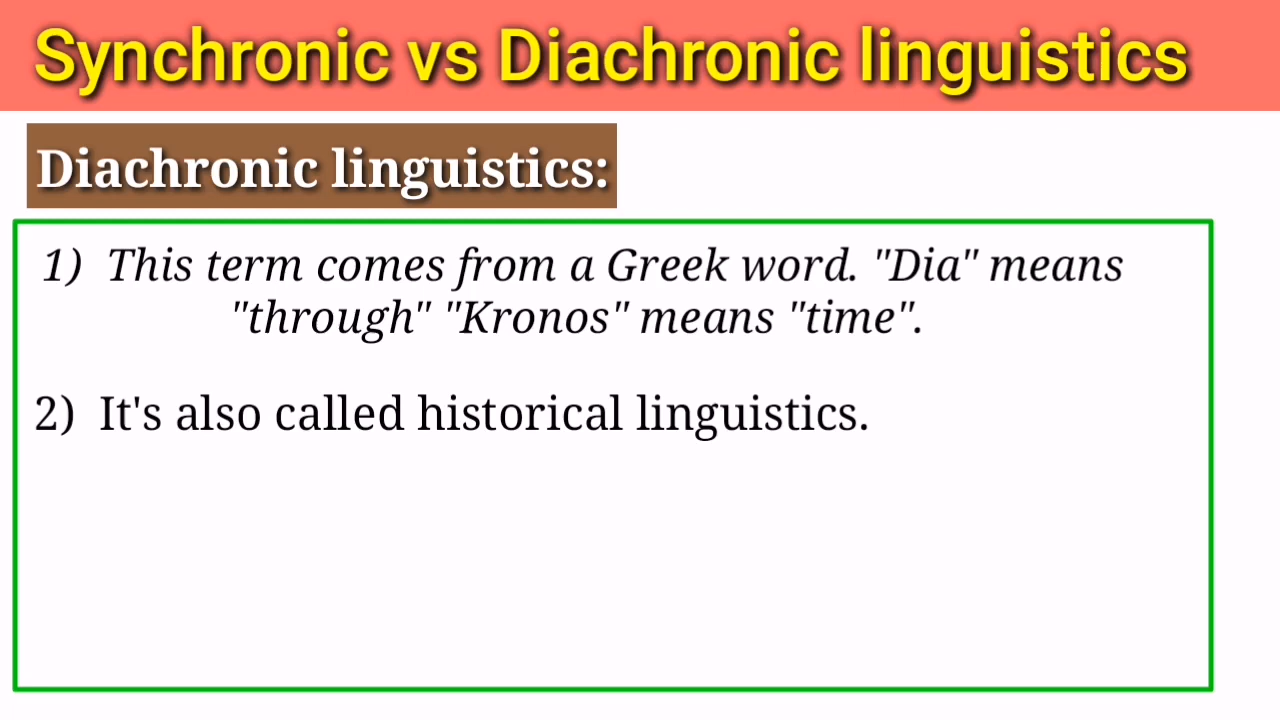 Synchronic vs Diachronic linguistics
Diachronic linguistics:
1) This term comes from a Greek word. "Dia" means
"through" "Kronos" means "time".
2) It's also called historical linguistics.